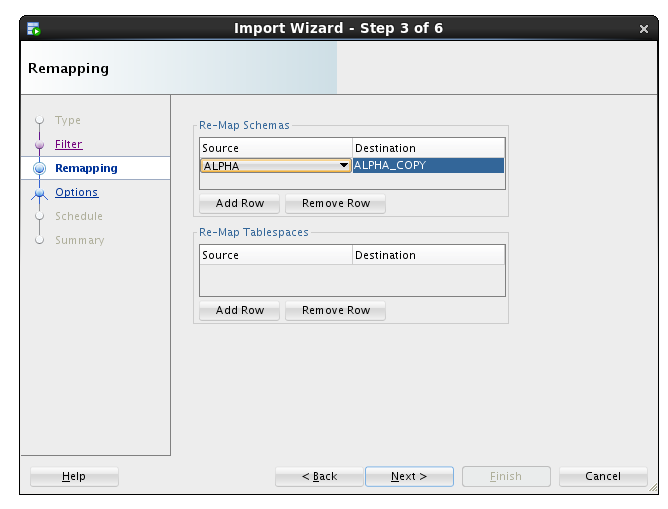 Import Wizard - Step 3 of 6
Remapping
Type
Filter
Remapping
Options
Schedule
Summary
Re-Map Schemas
Source Destination
ALPHA ALPHA_COPY
Add Row Remove Row
Re-Map Tablespaces
Source Destination
Add Row Remove Row
Help < Back Next > Finish Cancel